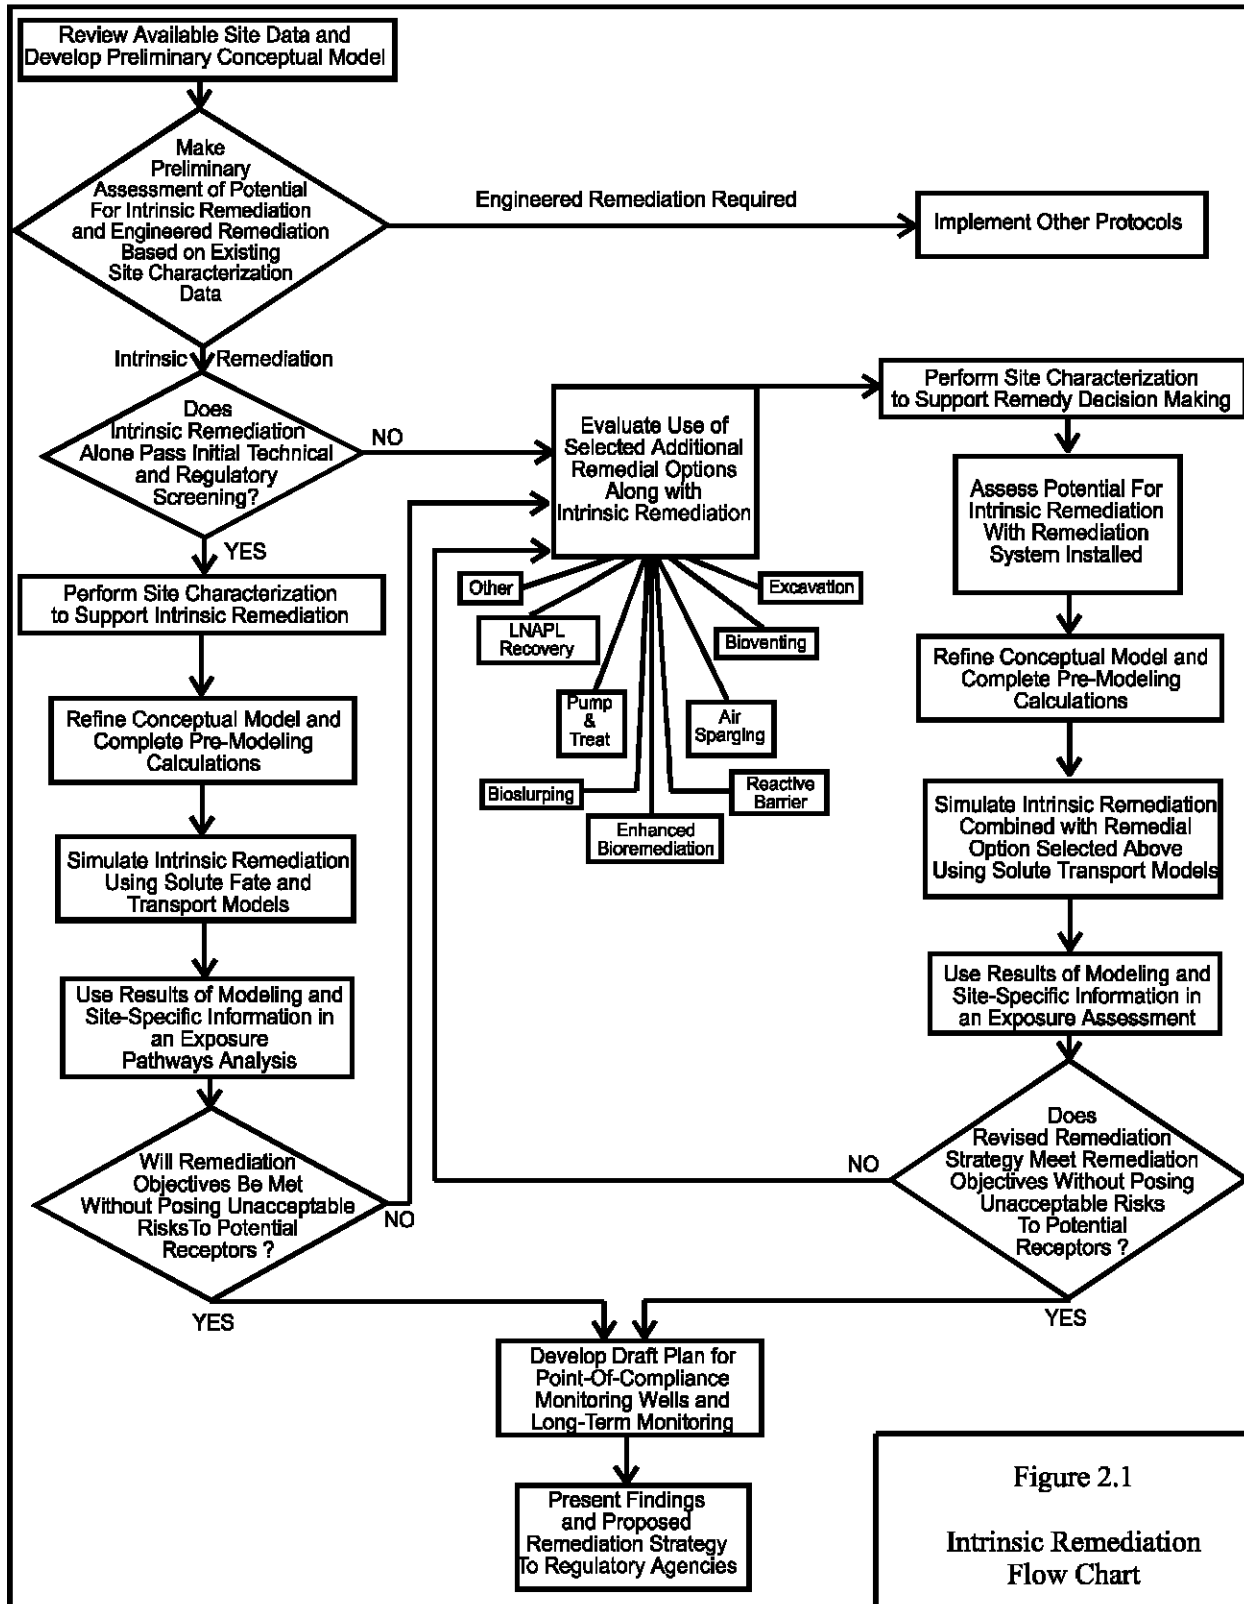 Review Available Site Data and
Develop Preliminary Conceptual Model
Make
Preliminary
Assessment of Potential
For Intrinsic Remediation
and Engineered Remediation
Based on Existing
Site Characterization
Data
Engineered Remediation Required
Implement Other Protocols
Intrinsic Remediation
Does
Intrinsic Remediation
Alone Pass Initial Technical
and Regulatory
Screening?
NO
YES
Perform Site Characterization
to Support Intrinsic Remediation
Refine Conceptual Model and
Complete Pre-Modeling
Calculations
Simulate Intrinsic Remediation
Using Solute Fate and
Transport Models
Use Results of Modeling and
Site-Specific Information in
an Exposure
Pathways Analysis
Will Remediation
Objectives Be Met
Without Posing Unacceptable
RisksTo Potential
Receptors ?
NO
YES
Evaluate Use of
Selected Additional
Remedial Options
Along with
Intrinsic Remediation
Other
Excavation
LNAPL
Recovery
Bioventing
Pump
&
Treat
Air
Sparging
Bioslurping
Reactive
Barrier
Enhanced
Bioremediation
Perform Site Characterization
to Support Remedy Decision Making
Assess Potential For
Intrinsic Remediation
With Remediation
System Installed
Refine Conceptual Model and
Complete Pre-Modeling
Calculations
Simulate Intrinsic Remediation
Combined with Remedial
Option Selected Above
Using Solute Transport Models
Use Results of Modeling and
Site-Specific Information in
an Exposure Assessment
Does
Revised Remediation
Strategy Meet Remediation
Objectives Without Posing
Unacceptable Risks
To Potential
Receptors ?
NO
YES
Develop Draft Plan for
Point-Of-Compliance
Monitoring Wells and
Long-Term Monitoring
Present Findings
and Proposed
Remediation Strategy
To Regulatory Agencies
Figure 2.1
Intrinsic Remediation
Flow Chart